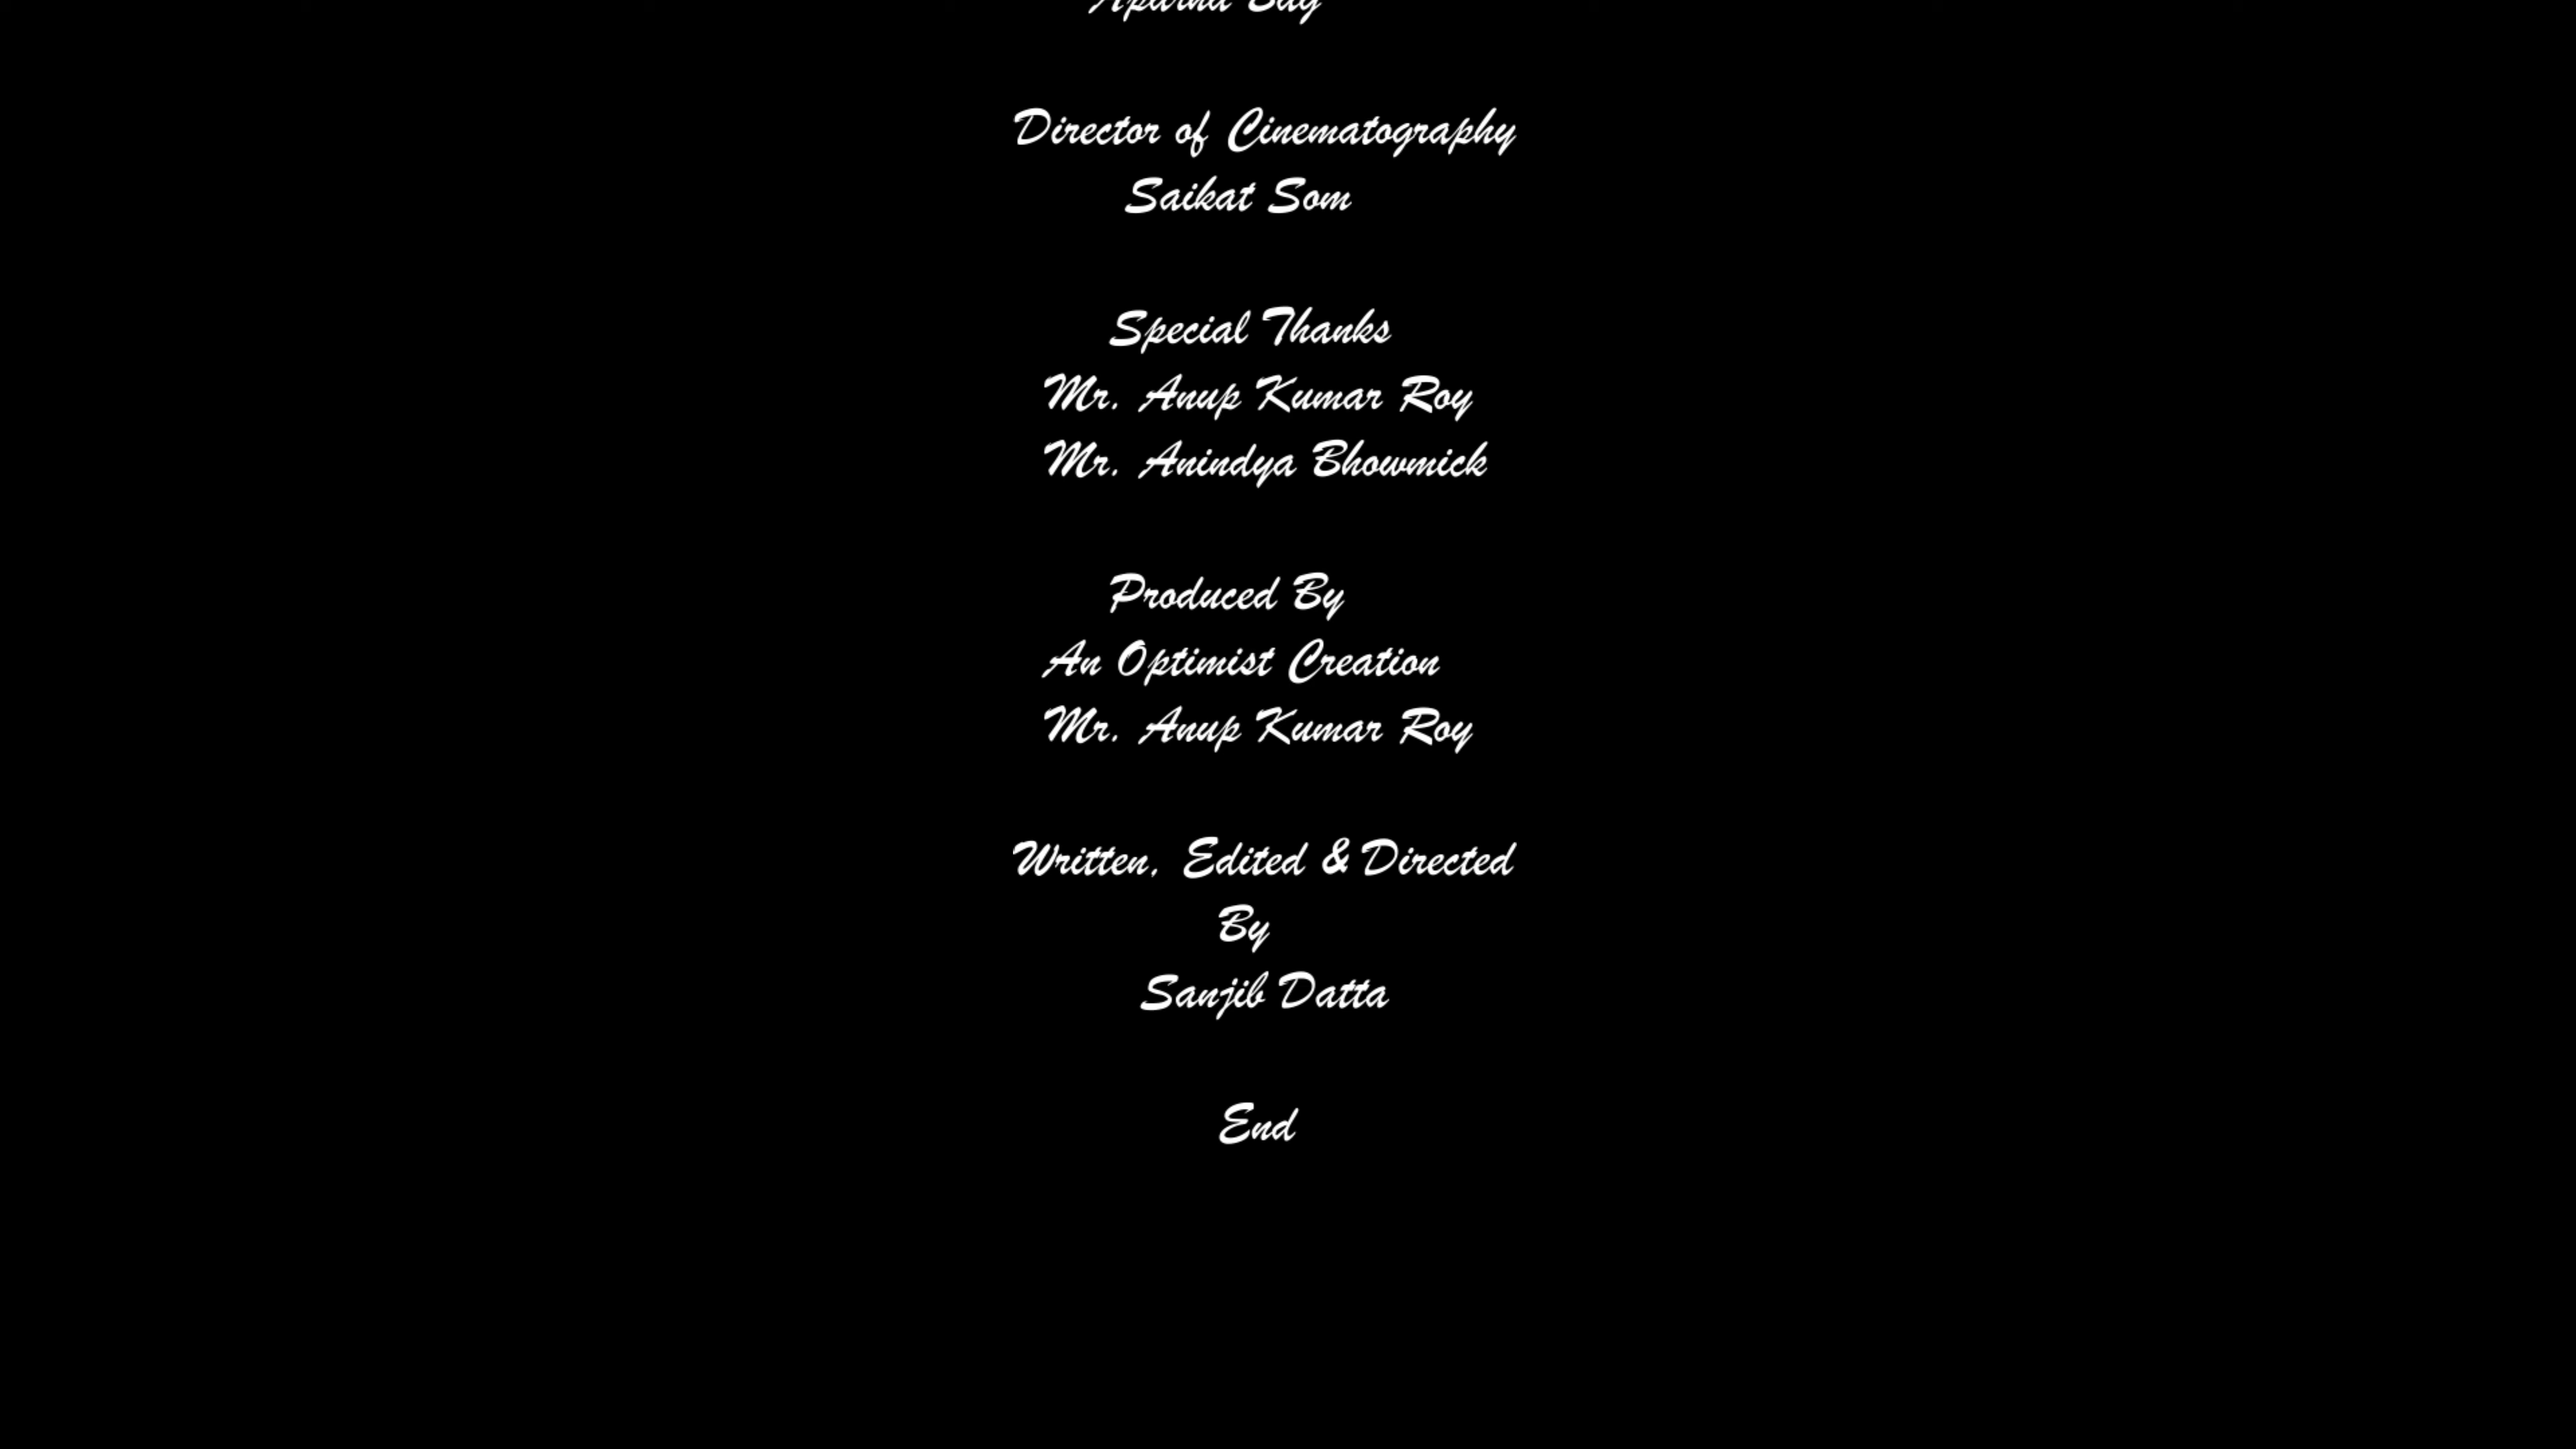 Director of Cinematography
Saikat Som
Special Thanks
Mr. Anup Kumar Roy
Mr. Anindya Bhowmick
Produced By
An Optimist Creation
Mr. Anup Kumar Roy
Written, Edited & Directed
By
Sanjib Datta
End